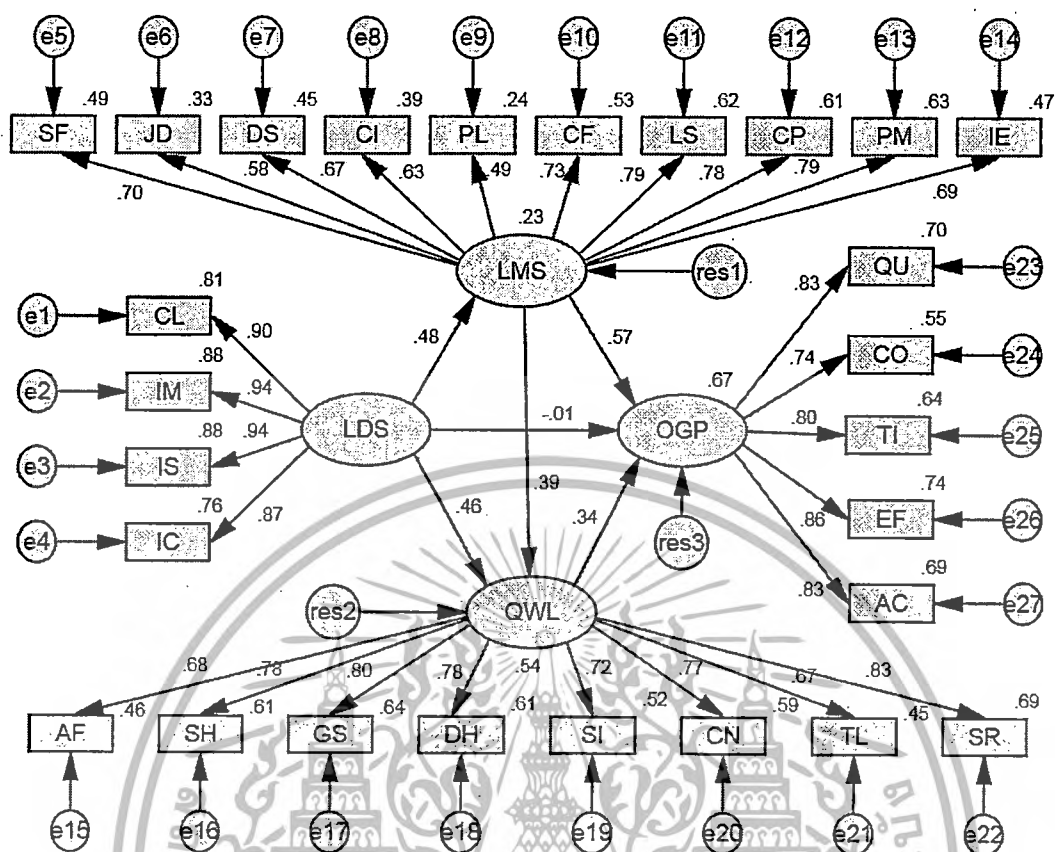 e5 e6 e7 e8 e9 e10 e11 e12 e13 e14
.49 .33 .45 .39 .24 .53 .62 .61 .63 .47
SF JD DS CI PL CF LS CP PM IE
.70 .58 .67 .63 .49 .73 .79 .78 .79 .69
.23
LMS res1
.70
QU e23
.83
.81
e1 CL .90
.48 .57
.55
.74 CO e24
.88
e2 IM .94
-.01
.67
.64
LDS OGP .80 TI e25
.88
e3 IS .94
.39
.74
.86 EF e26
.76
e4 IC .87
.46 .34
res3
.69
.83 AC e27
res2 QWL
.68 .78 .80 .78 .54 .72 .77 .67 .83
.46 .61 .64 .61 .52 .59 .45 .69
AF SH GS DH SI CN TL SR
e15 e16 e17 e18 e19 e20 e21 e22